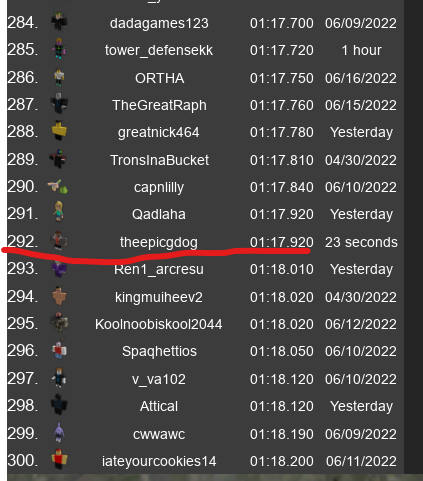 284. dadagames123 01:17.700 06/09/2022
285. tower_defensekk 01:17.720 1 hour
286. ORTHA 01:17.750 06/16/2022
287. TheGreatRaph 01:17.760 06/15/2022
288. greatnick464 01:17.780 Yesterday
289. TronsInaBucket 01:17.810 04/30/2022
290. capnlilly 01:17.840 06/10/2022
291. Qadlaha 01:17.920 Yesterday
292. theepicgdog 01:17.920 23 seconds
293. Ren1_arcresu 01:18.010 Yesterday
294. kingmuiheev2 01:18.020 04/30/2022
295. Koolnoobiskool2044 01:18.020 06/12/2022
296. Spaqhettios 01:18.050 06/10/2022
297. v_va102 01:18.120 06/10/2022
298. Attical 01:18.120 Yesterday
299. cwwawc 01:18.190 06/09/2022
300. iateyourcookies14 01:18.200 06/11/2022